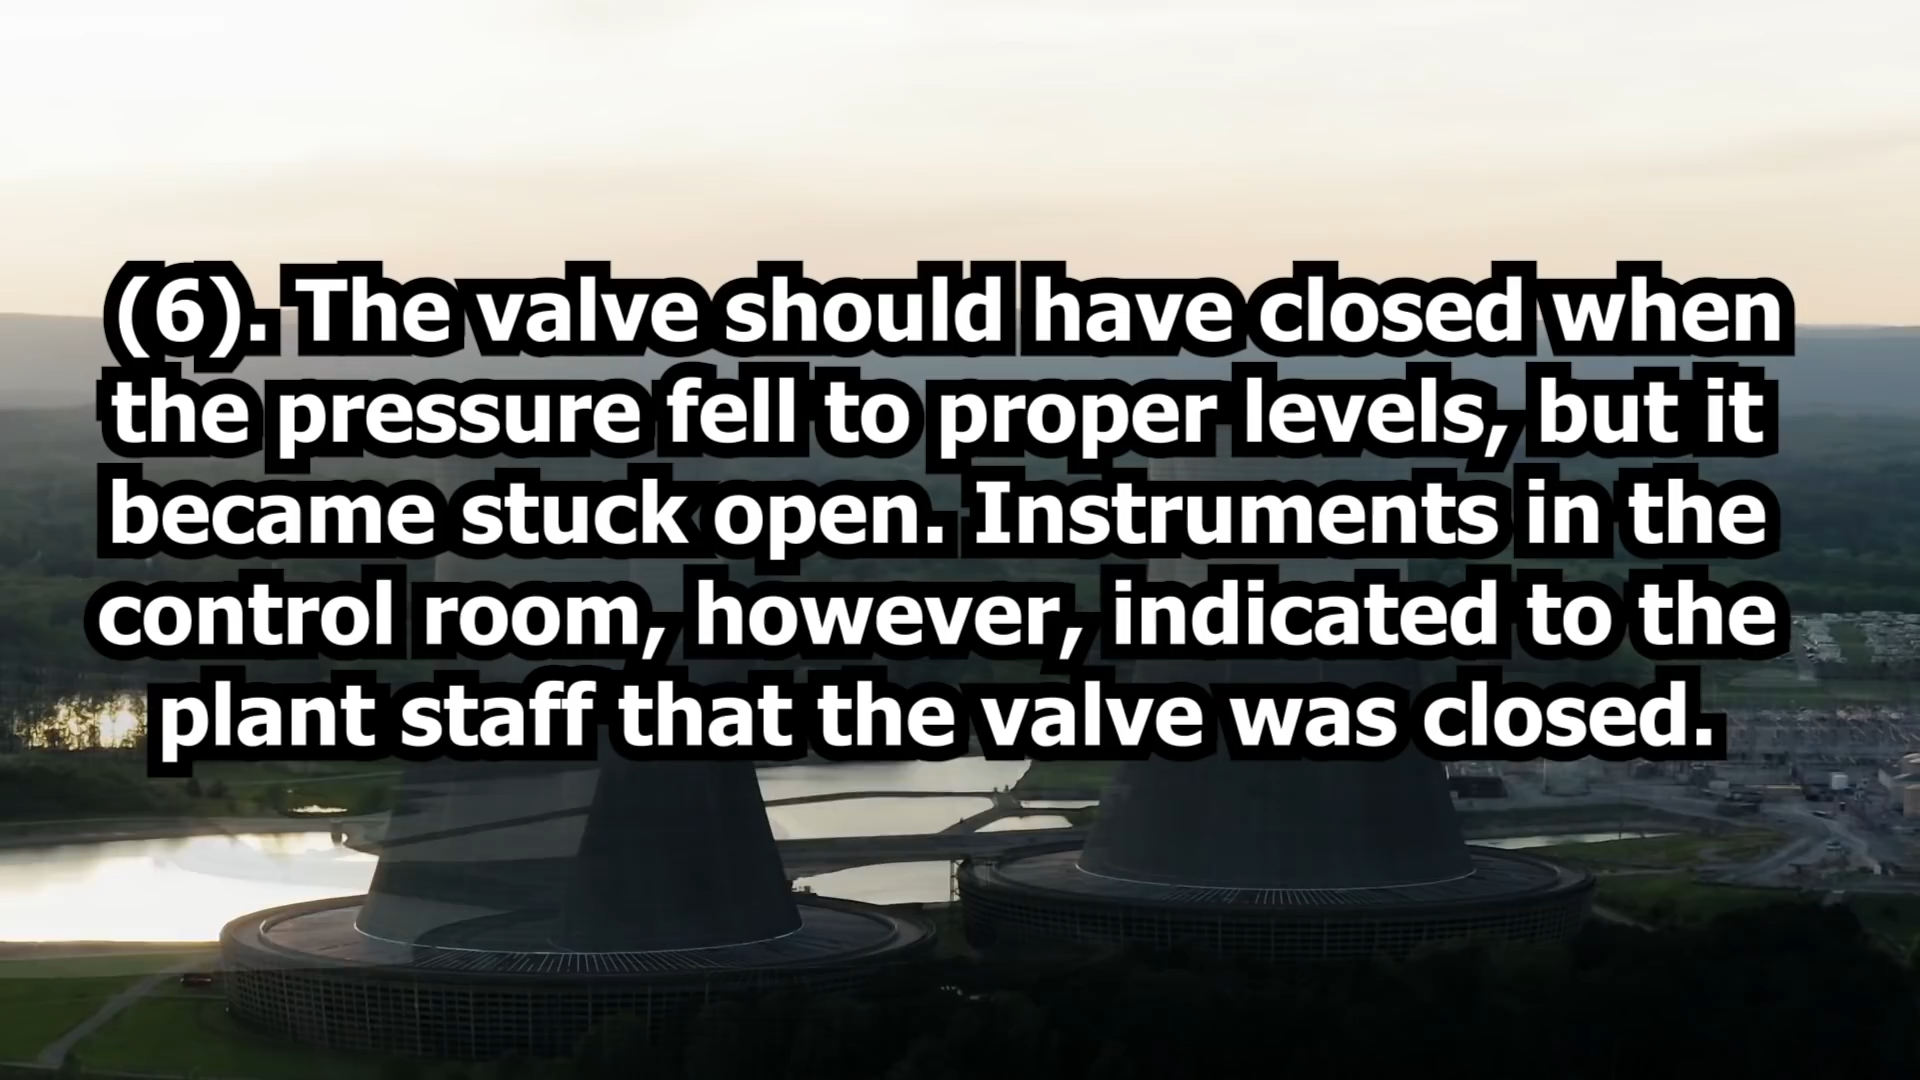 (6). The valve should have closed when
the pressure fell to proper levels, but it
became stuck open. Instruments in the
control room, however, indicated to the
plant staff that the valve was closed.